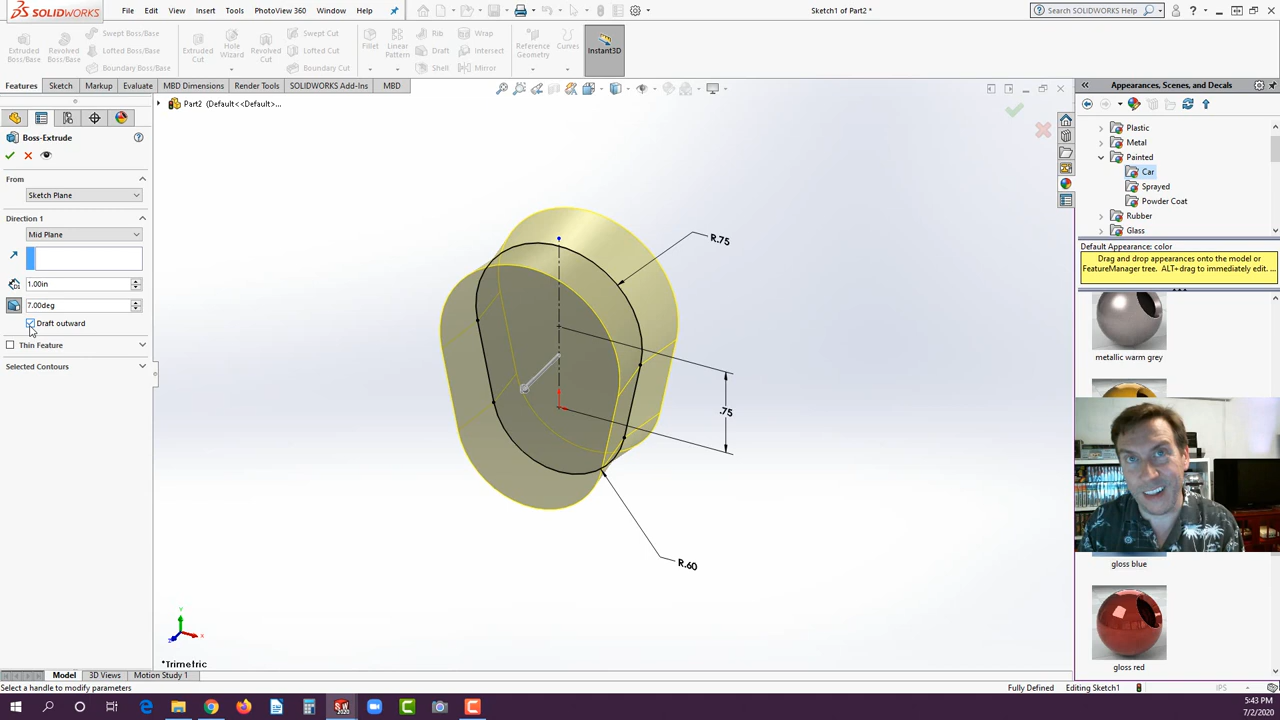 SOLIDWORKS
File Edit View Insert Tools PhotoView 360 Window Help
Sketch1 of Part2 *
Search SOLIDWORKS Help
Extruded Boss/Base
Revolved Boss/Base
Swept Boss/Base
Lofted Boss/Base
Boundary Boss/Base
Extruded Cut
Hole Wizard
Revolved Cut
Swept Cut
Lofted Cut
Boundary Cut
Fillet
Linear Pattern
Rib
Draft
Shell
Wrap
Intersect
Mirror
Reference Geometry
Curves
Instant3D
Features Sketch Markup Evaluate MBD Dimensions Render Tools SOLIDWORKS Add-Ins MBD
Part2 (Default<<Default>...
Boss-Extrude
From
Sketch Plane
Direction 1
Mid Plane
1.00in
7.00deg
Draft outward
Thin Feature
Selected Contours
R.75
.75
R.60
Y
X
Z
*Trimetric
Appearances, Scenes, and Decals
Plastic
Metal
Painted
Car
Sprayed
Powder Coat
Rubber
Glass
Default Appearance: color
Drag and drop appearances onto the model or
FeatureManager tree. ALT+drag to immediately edit. ...
metallic warm grey
gloss blue
gloss red
Model 3D Views Motion Study 1
Select a handle to modify parameters
Fully Defined Editing Sketch1 IPS
SW
2020
5:43 PM
7/2/2020